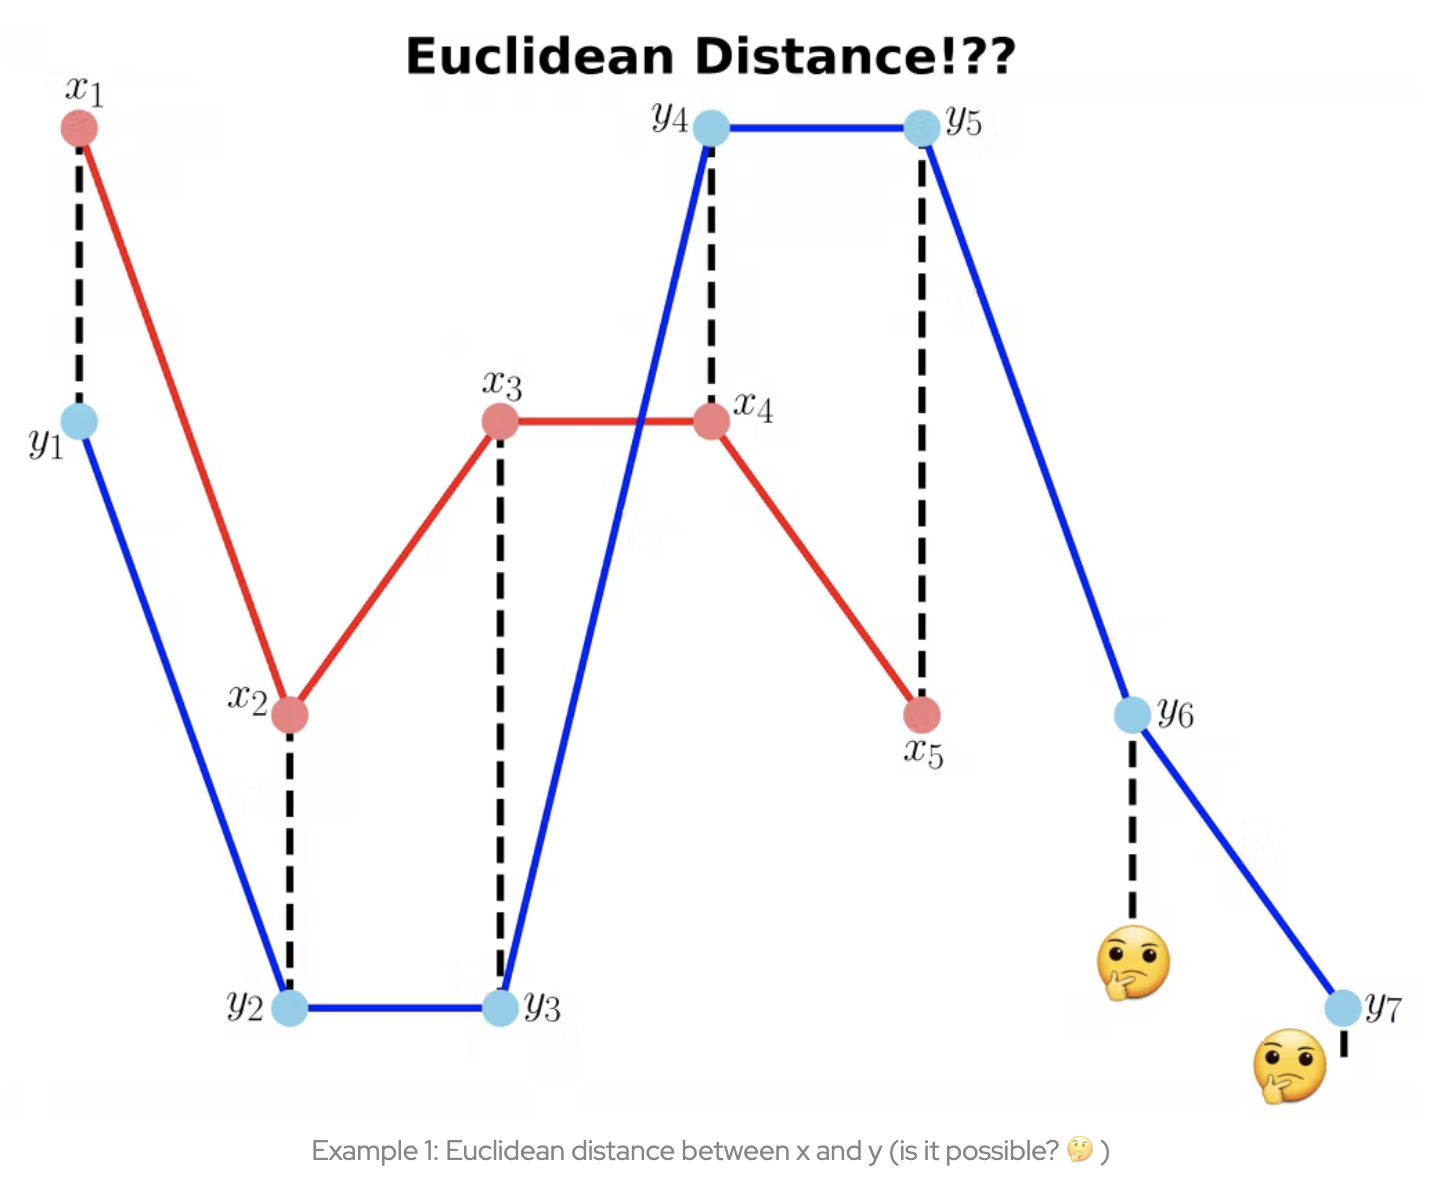 Euclidean Distance!??
x1
y4
y5
x3
x4
y1
x2
y6
x5
y2
y3
y7
Example 1: Euclidean distance between x and y (is it possible? 🤔 )